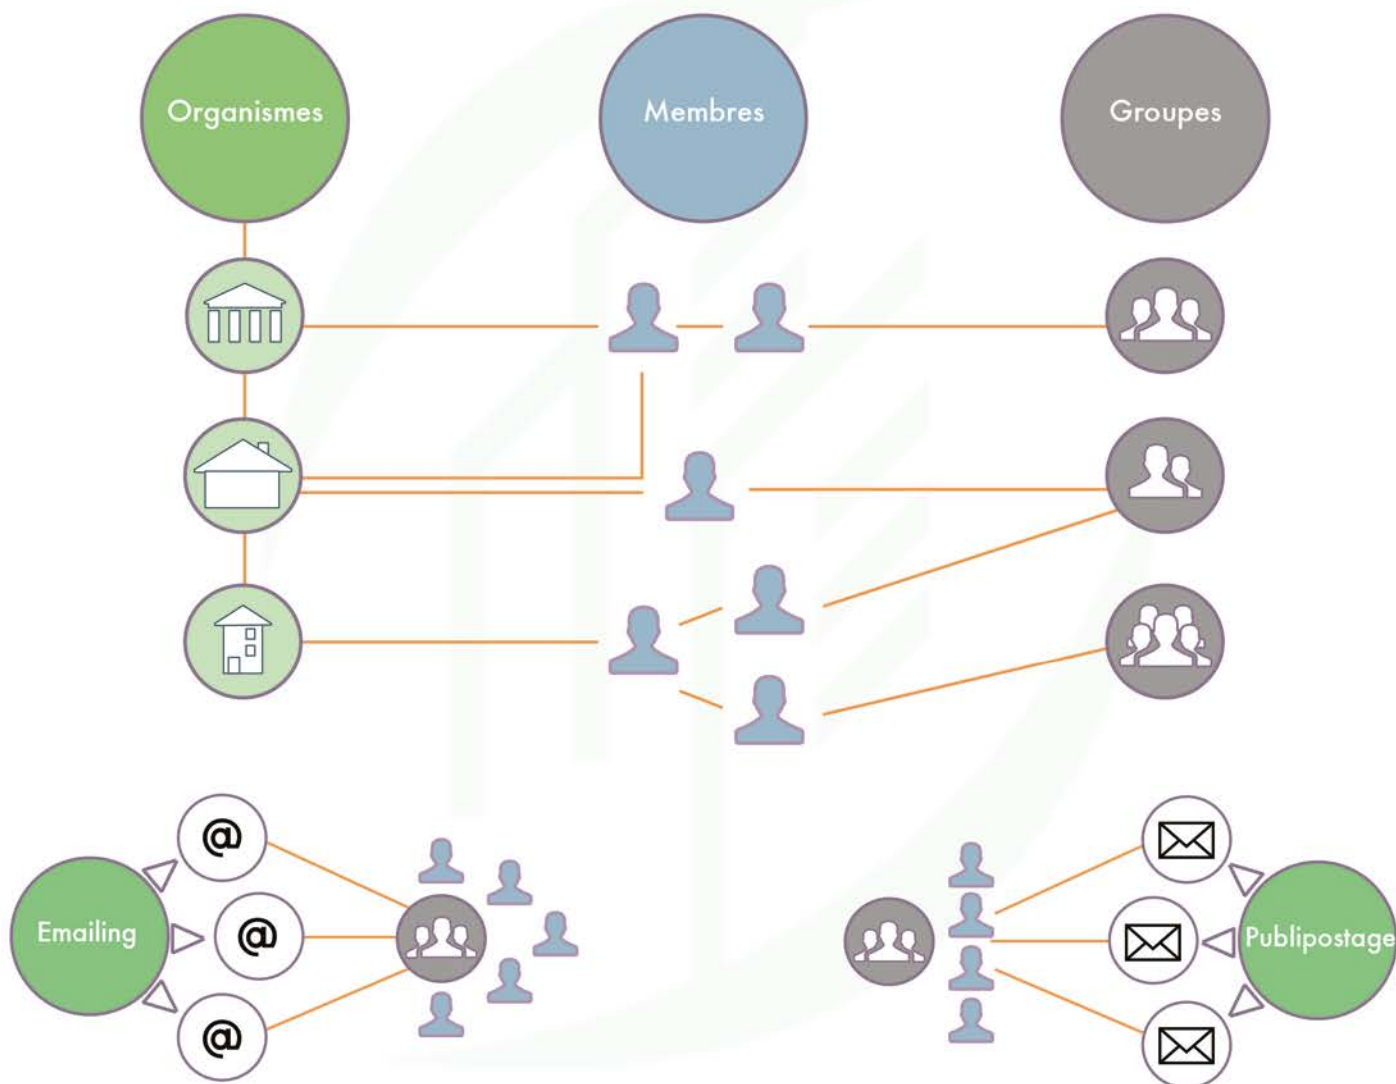 Organismes
Membres
Groupes
@
@
@
Emailing
Publipostage